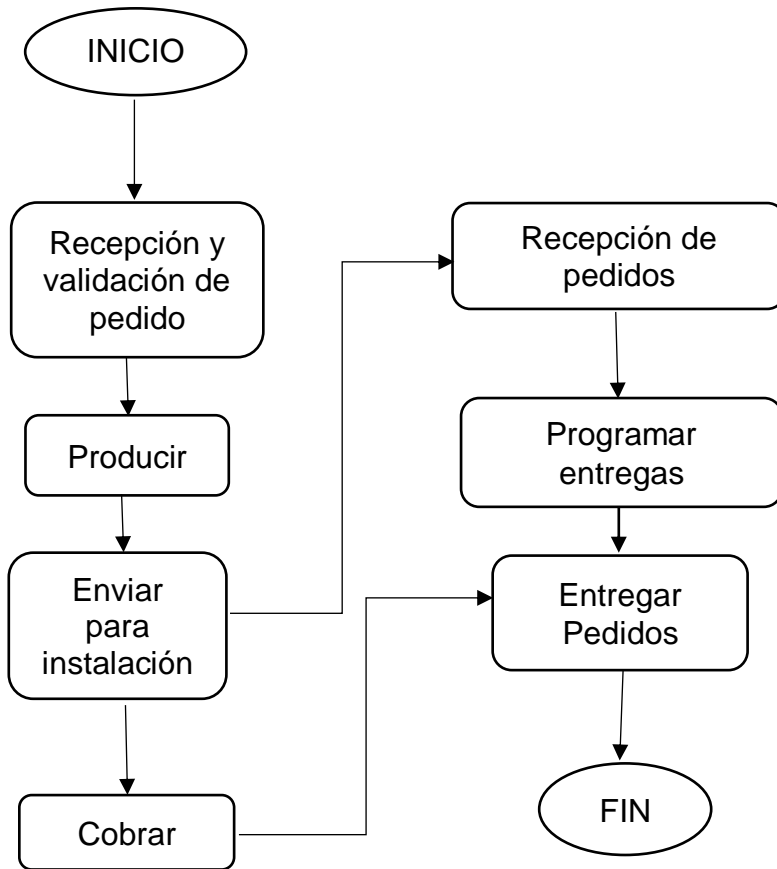 INICIO
Recepción y
validación de
pedido
Producir
Enviar
para
instalación
Cobrar
Recepción de
pedidos
Programar
entregas
Entregar
Pedidos
FIN